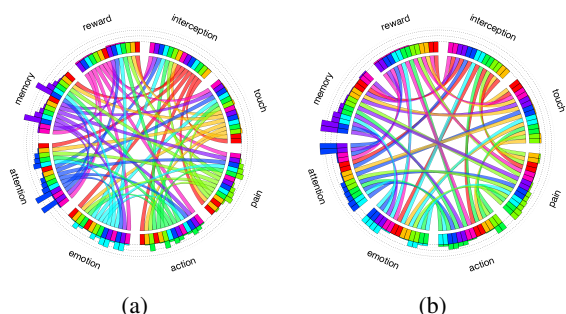 reward
interception
memory
touch
attention
pain
emotion
action
(a)
reward
interception
memory
touch
attention
pain
emotion
action
(b)